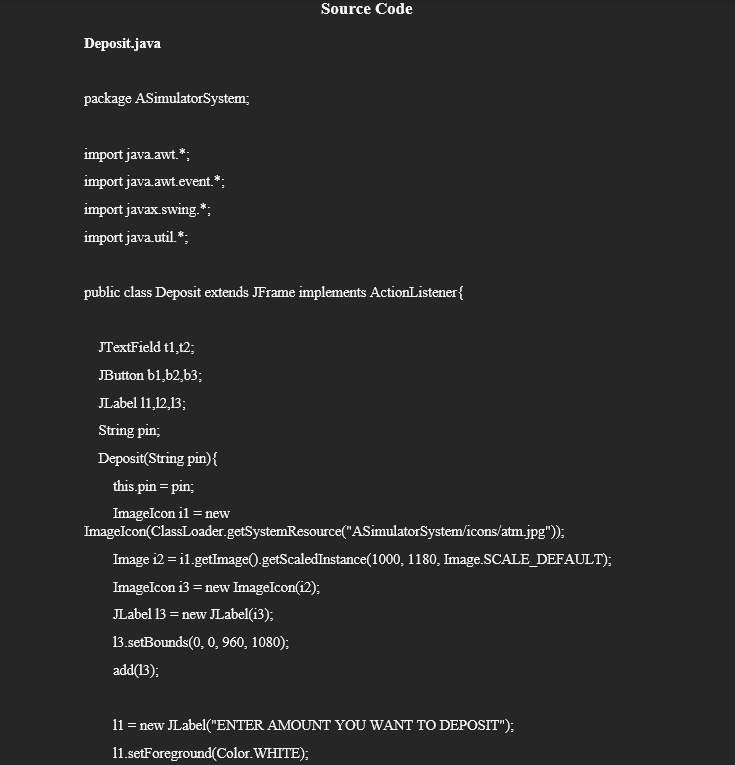 Source Code
Deposit.java
package ASimulatorSystem;
import java.awt.*;
import java.awt.event.*;
import javax.swing.*;
import java.util.*;
public class Deposit extends JFrame implements ActionListener{
JTextField t1,t2;
JButton b1,b2,b3;
JLabel l1,l2,l3;
String pin;
Deposit(String pin){
this.pin = pin;
ImageIcon i1 = new
ImageIcon(ClassLoader.getSystemResource("ASimulatorSystem/icons/atm.jpg"));
Image i2 = i1.getImage().getScaledInstance(1000, 1180, Image.SCALE_DEFAULT);
ImageIcon i3 = new ImageIcon(i2);
JLabel l3 = new JLabel(i3);
l3.setBounds(0, 0, 960, 1080);
add(l3);
l1 = new JLabel("ENTER AMOUNT YOU WANT TO DEPOSIT");
l1.setForeground(Color.WHITE);